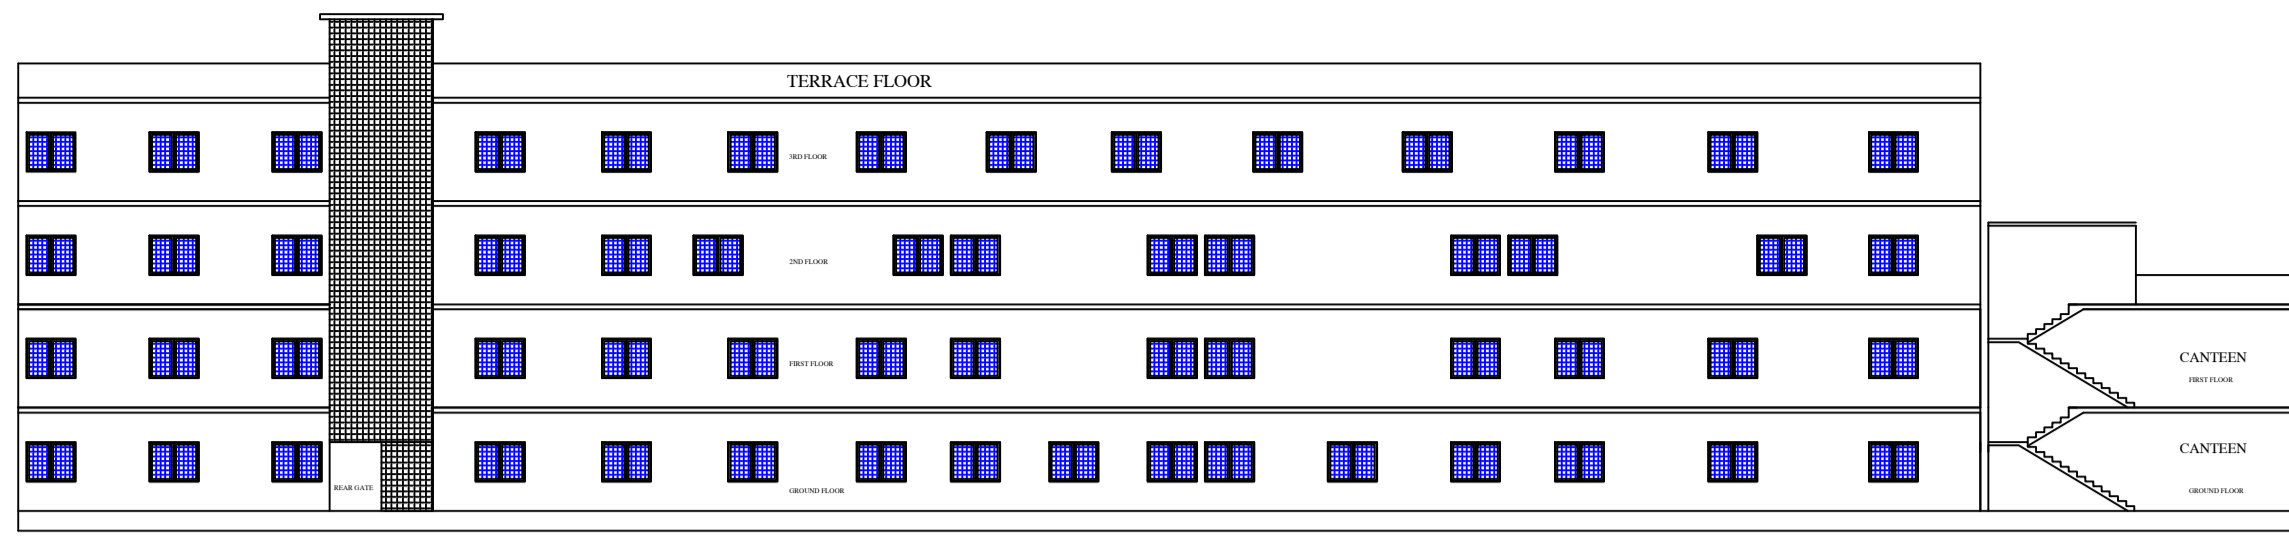 TERRACE FLOOR
3RD FLOOR
2ND FLOOR
FIRST FLOOR
CANTEEN
FIRST FLOOR
CANTEEN
REAR GATE
GROUND FLOOR
GROUND FLOOR